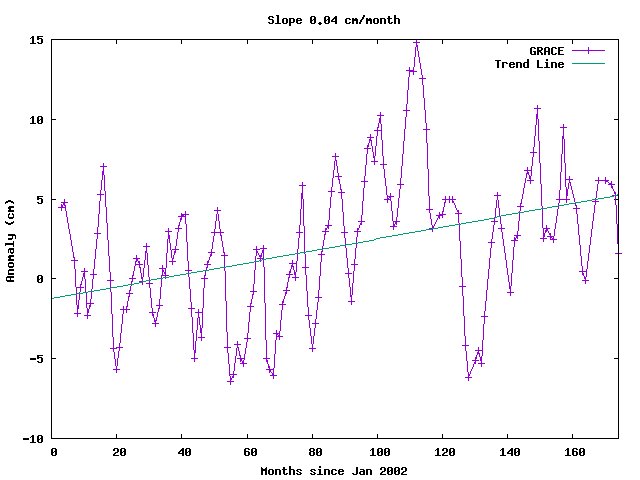 Slope 0.04 cm/month
GRACE
Trend Line
15
10
5
0
-5
-10
Anomaly (cm)
0 20 40 60 80 100 120 140 160
Months since Jan 2002